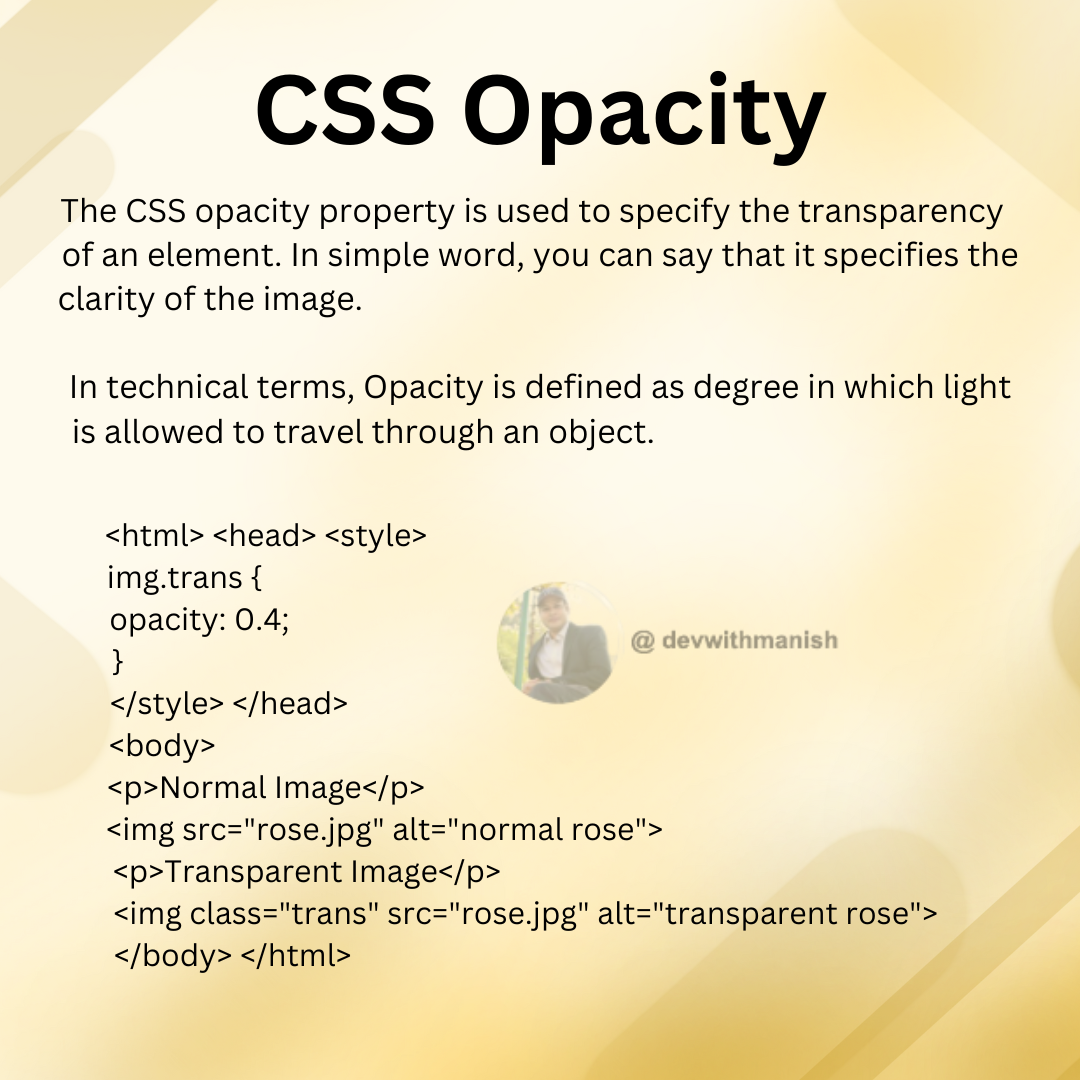 CSS Opacity
The CSS opacity property is used to specify the transparency
of an element. In simple word, you can say that it specifies the
clarity of the image.
In technical terms, Opacity is defined as degree in which light
is allowed to travel through an object.
<html> <head> <style>
img.trans {
opacity: 0.4;
}
</style> </head>
<body>
<p>Normal Image</p>
<img src="rose.jpg" alt="normal rose">
<p>Transparent Image</p>
<img class="trans" src="rose.jpg" alt="transparent rose">
</body> </html>
@ devwithmanish